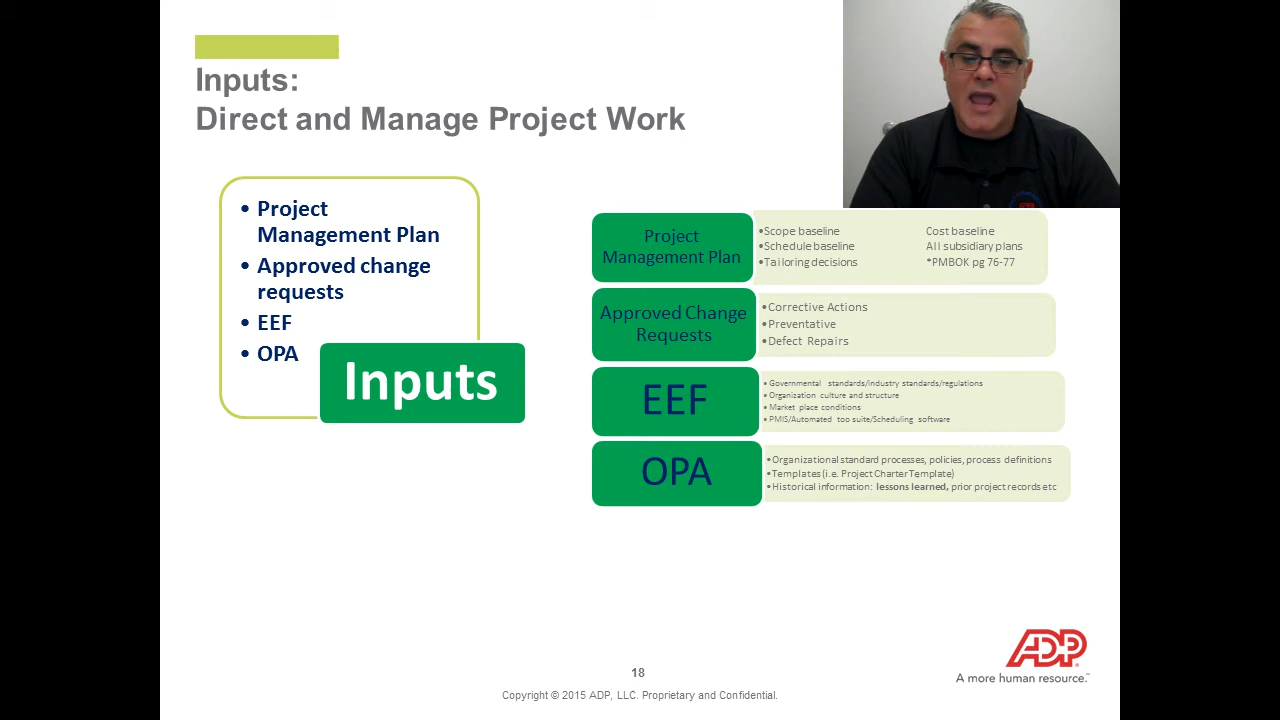 Inputs:
Direct and Manage Project Work
• Project
Management Plan
• Approved change
requests
• EEF
• OPA
Inputs
Project
Management Plan
•Scope baseline Cost baseline
•Schedule baseline All subsidiary plans
•Tailoring decisions *PMBOK pg 76-77
Approved Change
Requests
•Corrective Actions
•Preventative
•Defect Repairs
EEF
• Governmental standards/industry standards/regulations
• Organization culture and structure
• Market place conditions
• PMIS/Automated too suite/Scheduling software
OPA
•Organizational standard processes, policies, process definitions
•Templates (i.e. Project Charter Template)
•Historical information: lessons learned, prior project records etc
ADP
A more human resource.™
18
Copyright © 2015 ADP, LLC. Proprietary and Confidential.